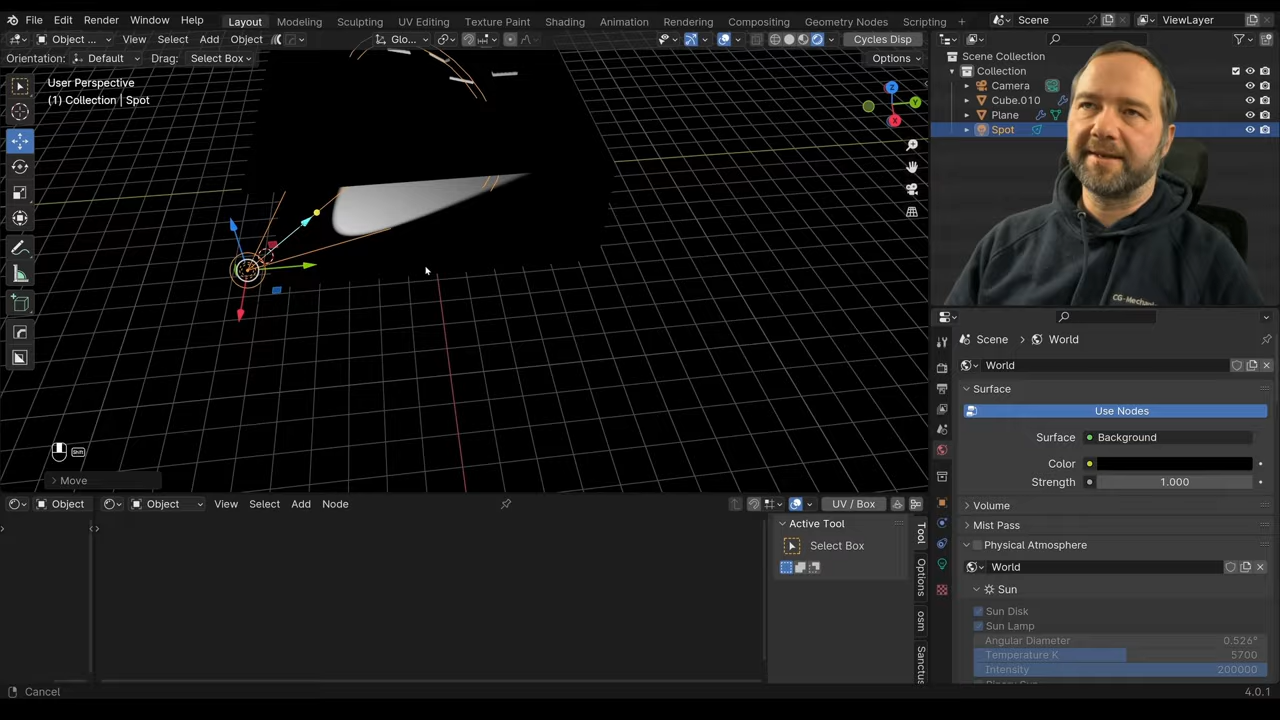 File Edit Render Window Help Layout Modeling Sculpting UV Editing Texture Paint Shading Animation Rendering Compositing Geometry Nodes Scripting + Scene ViewLayer
Object ... View Select Add Object Glo... Cycles Disp
Orientation: Default Drag: Select Box Options
User Perspective
(1) Collection | Spot
Z
Y
X
Move
Scene Collection
Collection
Camera
Cube.010
Plane
Spot
CG-Mechani
Scene World
World
Surface
Use Nodes
Surface Background
Color
Strength 1.000
Volume
Mist Pass
Physical Atmosphere
World
Sun
Sun Disk
Sun Lamp
Angular Diameter 0.526°
Temperature K 5700
Intensity 200000
Object Object View Select Add Node UV / Box
Active Tool
Select Box
Tool
Options
osm
Sanctus
Cancel 4.0.1